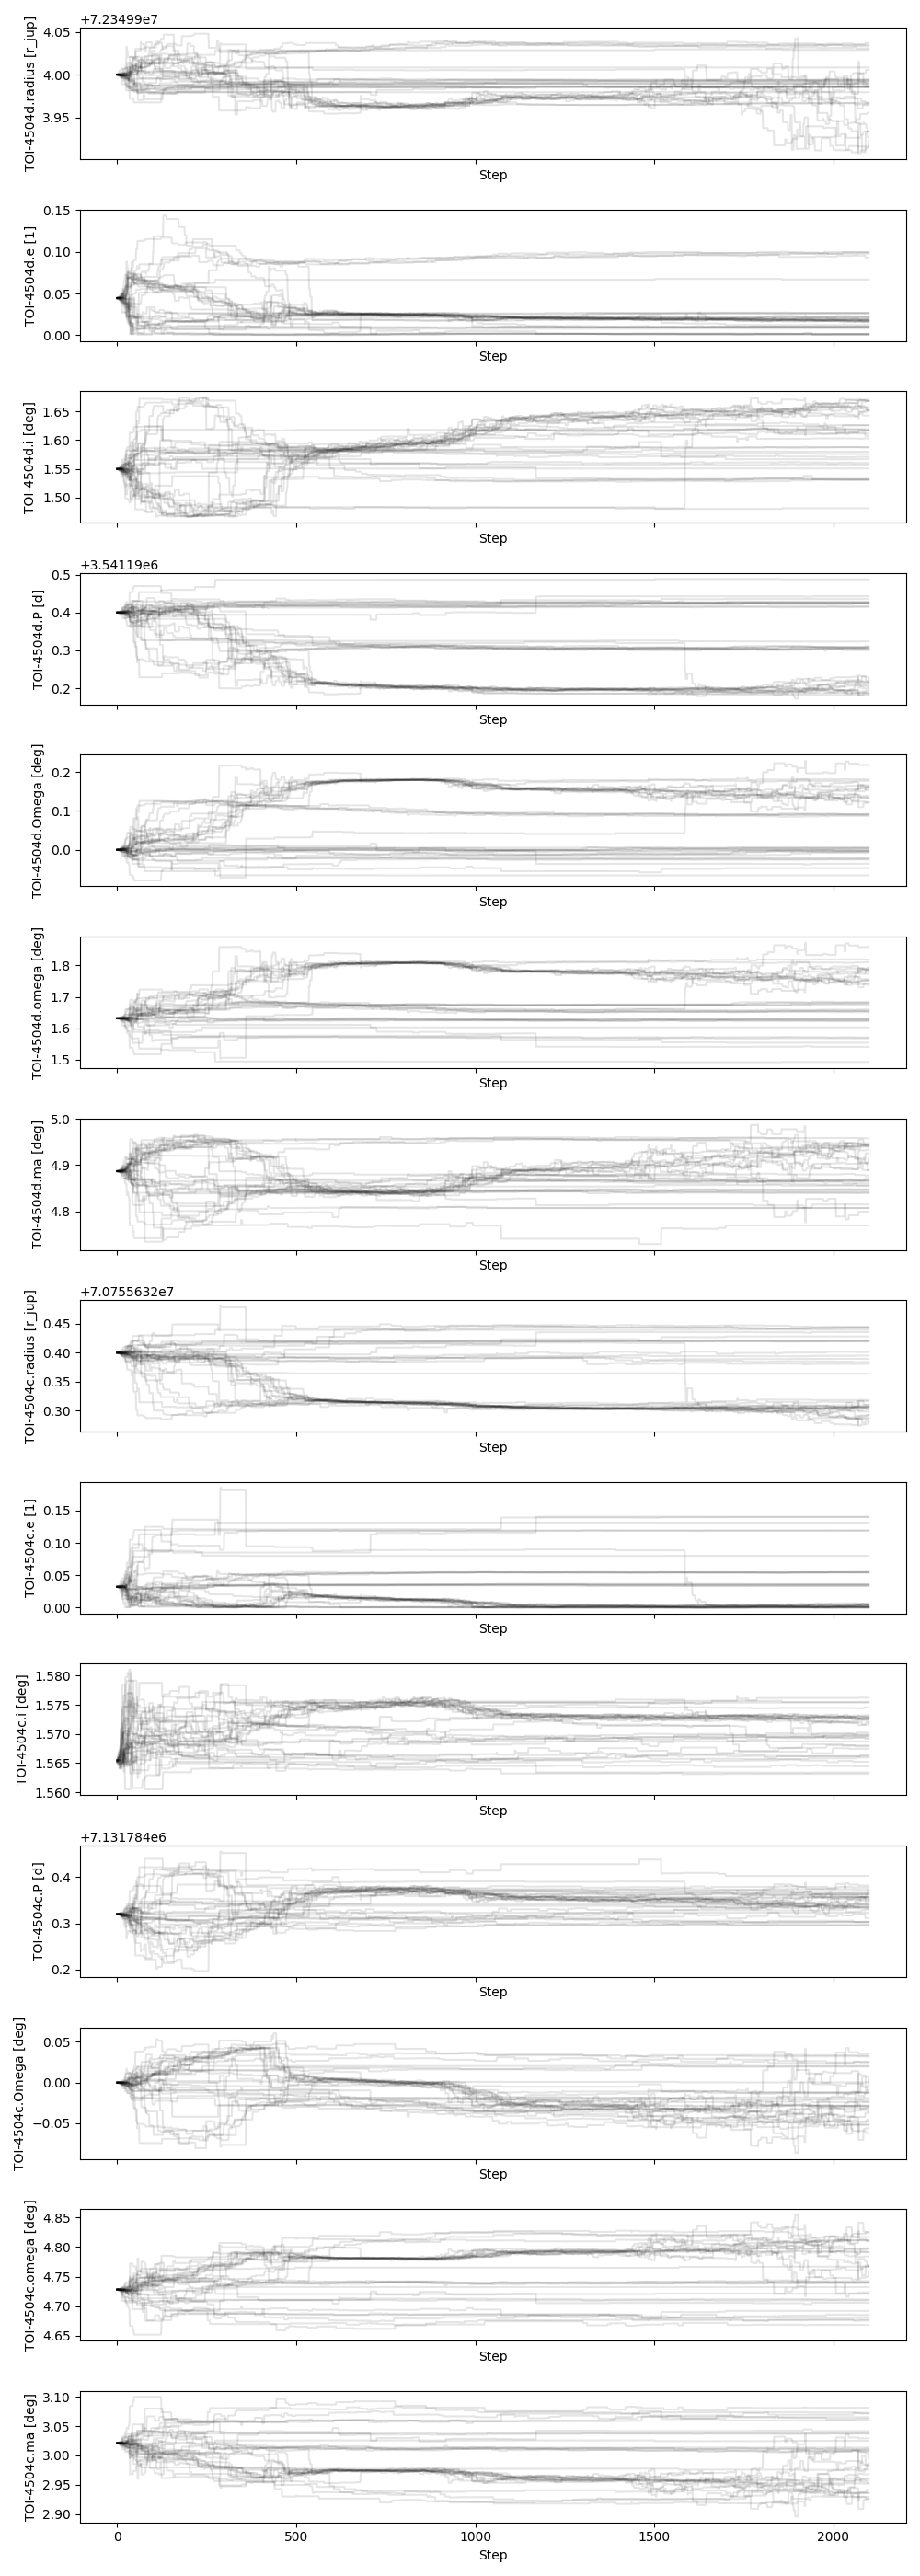 +7.23499e7
4.05
4.00
3.95
TOI-4504d.radius [r_jup]
Step
0.15
0.10
0.05
0.00
TOI-4504d.e [1]
Step
1.65
1.60
1.55
1.50
TOI-4504d.i [deg]
Step
+3.54119e6
0.5
0.4
0.3
0.2
TOI-4504d.P [d]
Step
0.2
0.1
0.0
TOI-4504d.Omega [deg]
Step
1.8
1.7
1.6
1.5
TOI-4504d.omega [deg]
Step
5.0
4.9
4.8
TOI-4504d.ma [deg]
Step
+7.0755632e7
0.45
0.40
0.35
0.30
TOI-4504c.radius [r_jup]
Step
0.15
0.10
0.05
0.00
TOI-4504c.e [1]
Step
1.580
1.575
1.570
1.565
1.560
TOI-4504c.i [deg]
Step
+7.131784e6
0.4
0.3
0.2
TOI-4504c.P [d]
Step
0.05
0.00
−0.05
TOI-4504c.Omega [deg]
Step
4.85
4.80
4.75
4.70
4.65
TOI-4504c.omega [deg]
Step
3.10
3.05
3.00
2.95
2.90
TOI-4504c.ma [deg]
0 500 1000 1500 2000
Step